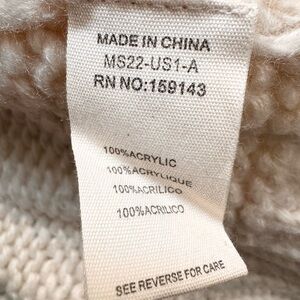 MADE IN CHINA
MS22-US1-A
RN NO:159143
100%ACRYLIC
100%ACRYLIQUE
100%ACRILICO
100%ACRILICO
SEE REVERSE FOR CARE